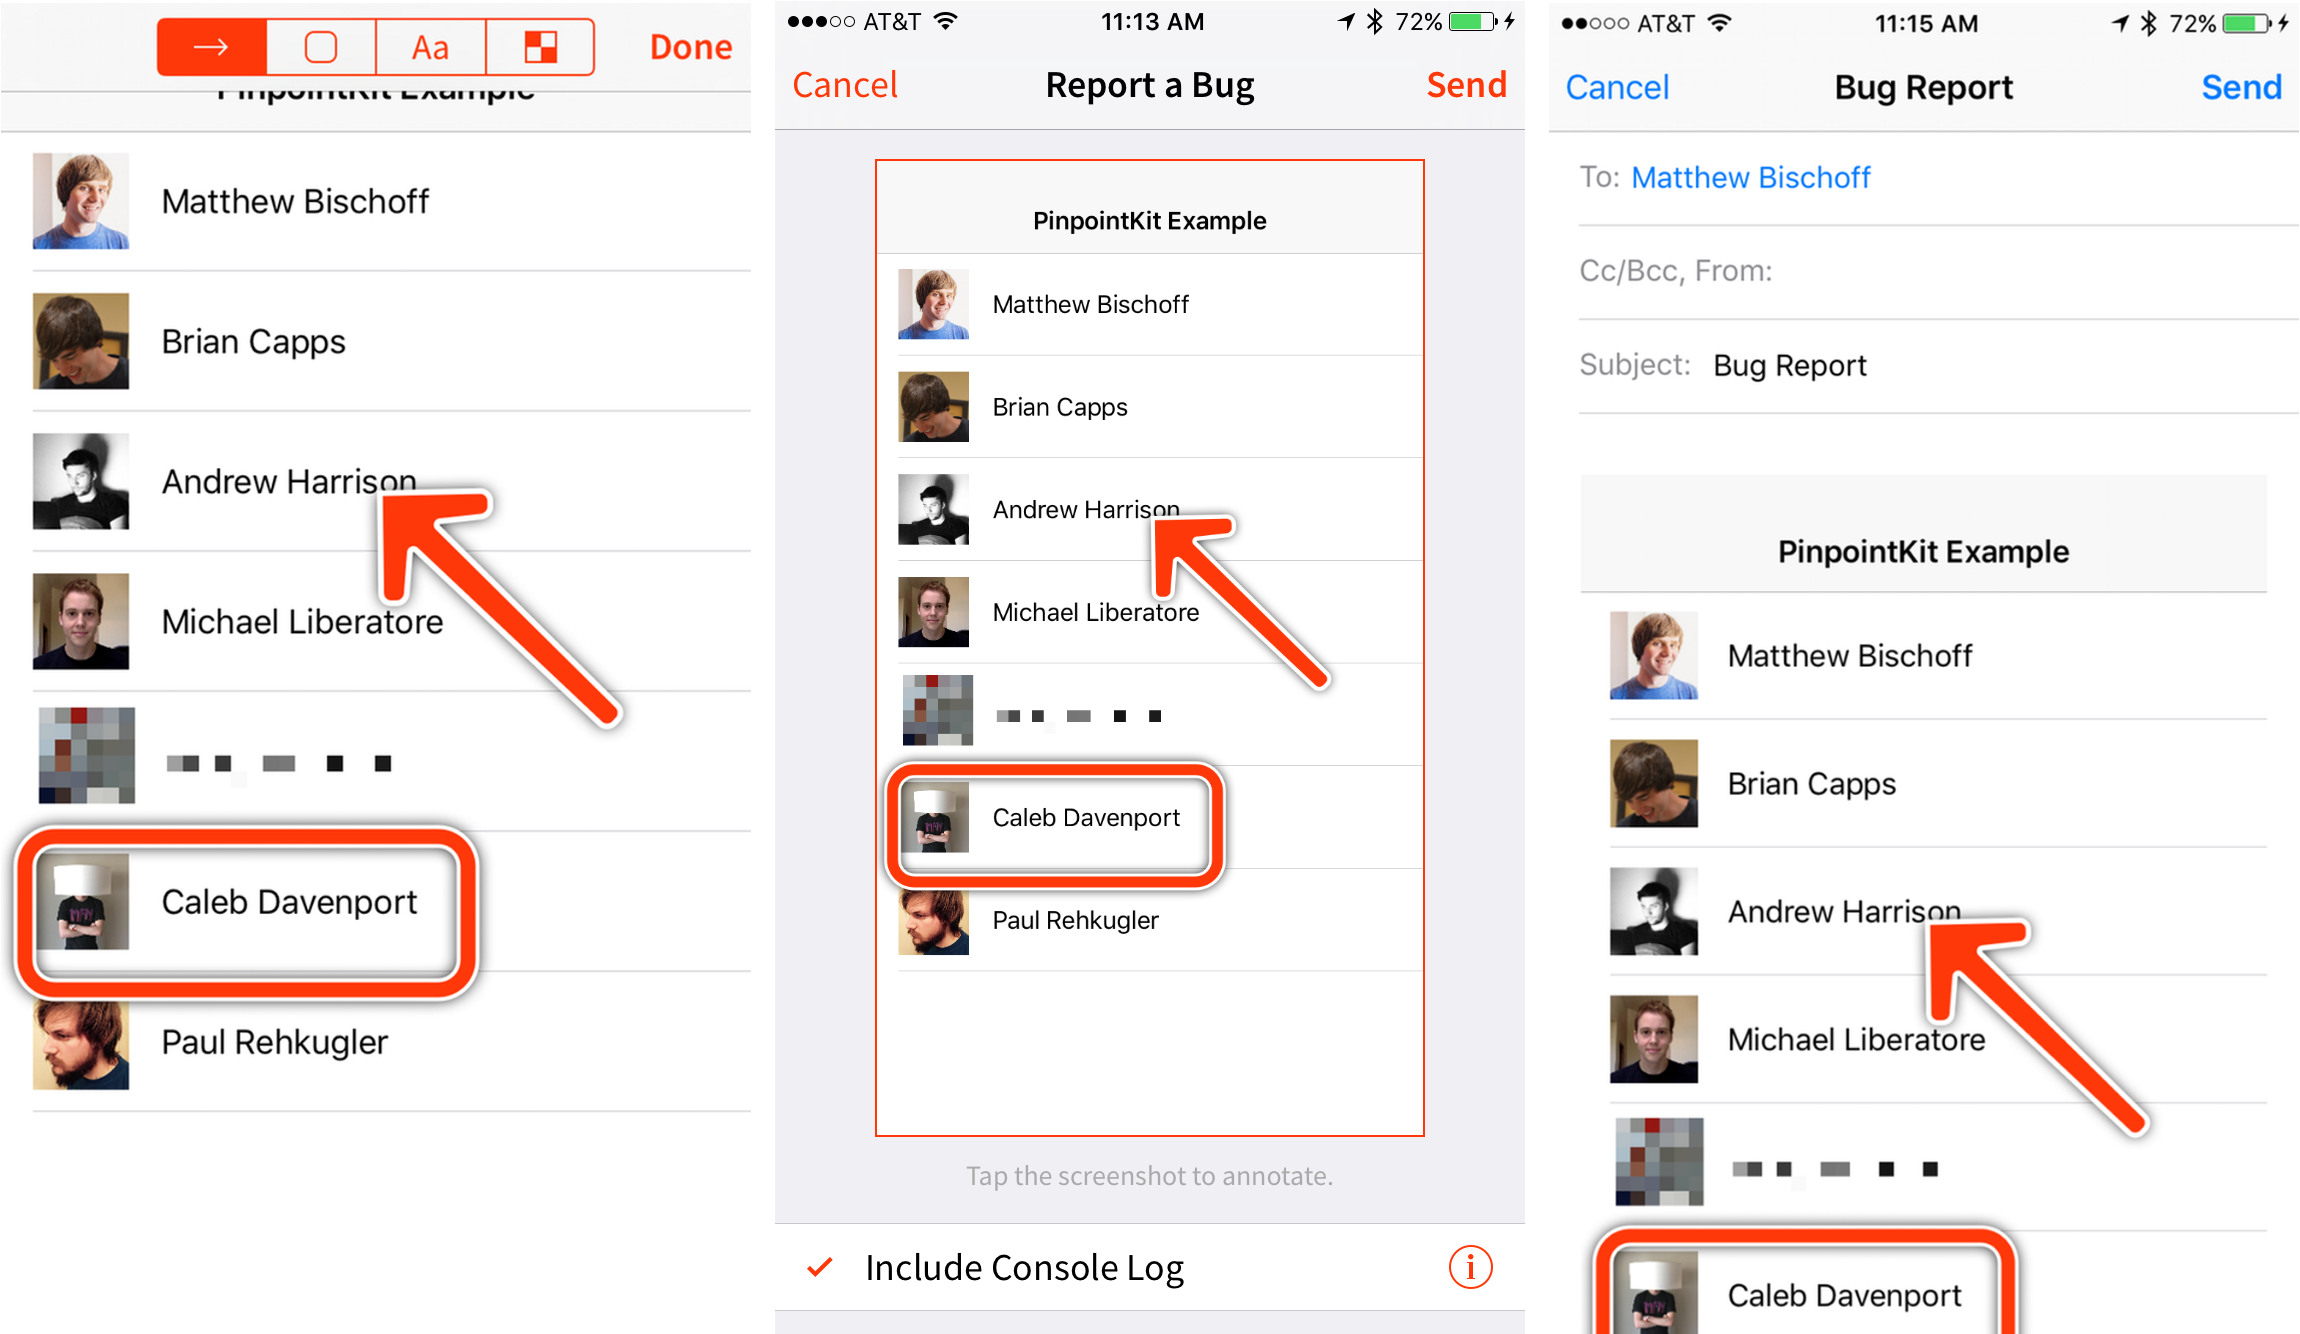 Aa
Done
PinpointKit Example
Matthew Bischoff
Brian Capps
Andrew Harrison
Michael Liberatore
Caleb Davenport
Paul Rehkugler
AT&T 11:13 AM 72%
Cancel Report a Bug Send
PinpointKit Example
Matthew Bischoff
Brian Capps
Andrew Harrison
Michael Liberatore
Caleb Davenport
Paul Rehkugler
Tap the screenshot to annotate.
Include Console Log
AT&T 11:15 AM 72%
Cancel Bug Report Send
To: Matthew Bischoff
Cc/Bcc, From:
Subject: Bug Report
PinpointKit Example
Matthew Bischoff
Brian Capps
Andrew Harrison
Michael Liberatore
Caleb Davenport